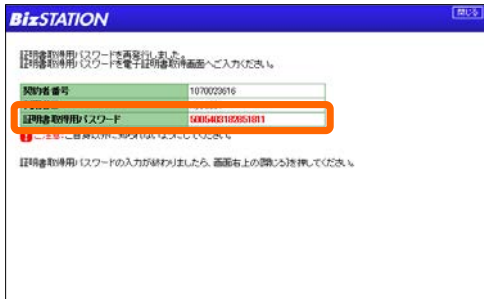 BizSTATION
閉じる
証明書取得用パスワードを再発行しました。
証明書取得用パスワードを電子証明書取得画面へご入力ください。
契約者番号 1070023616
証明書取得用パスワード 5005403182851811
証明書取得用パスワードの入力が終わりましたら、画面右上の[閉じる]を押してください。